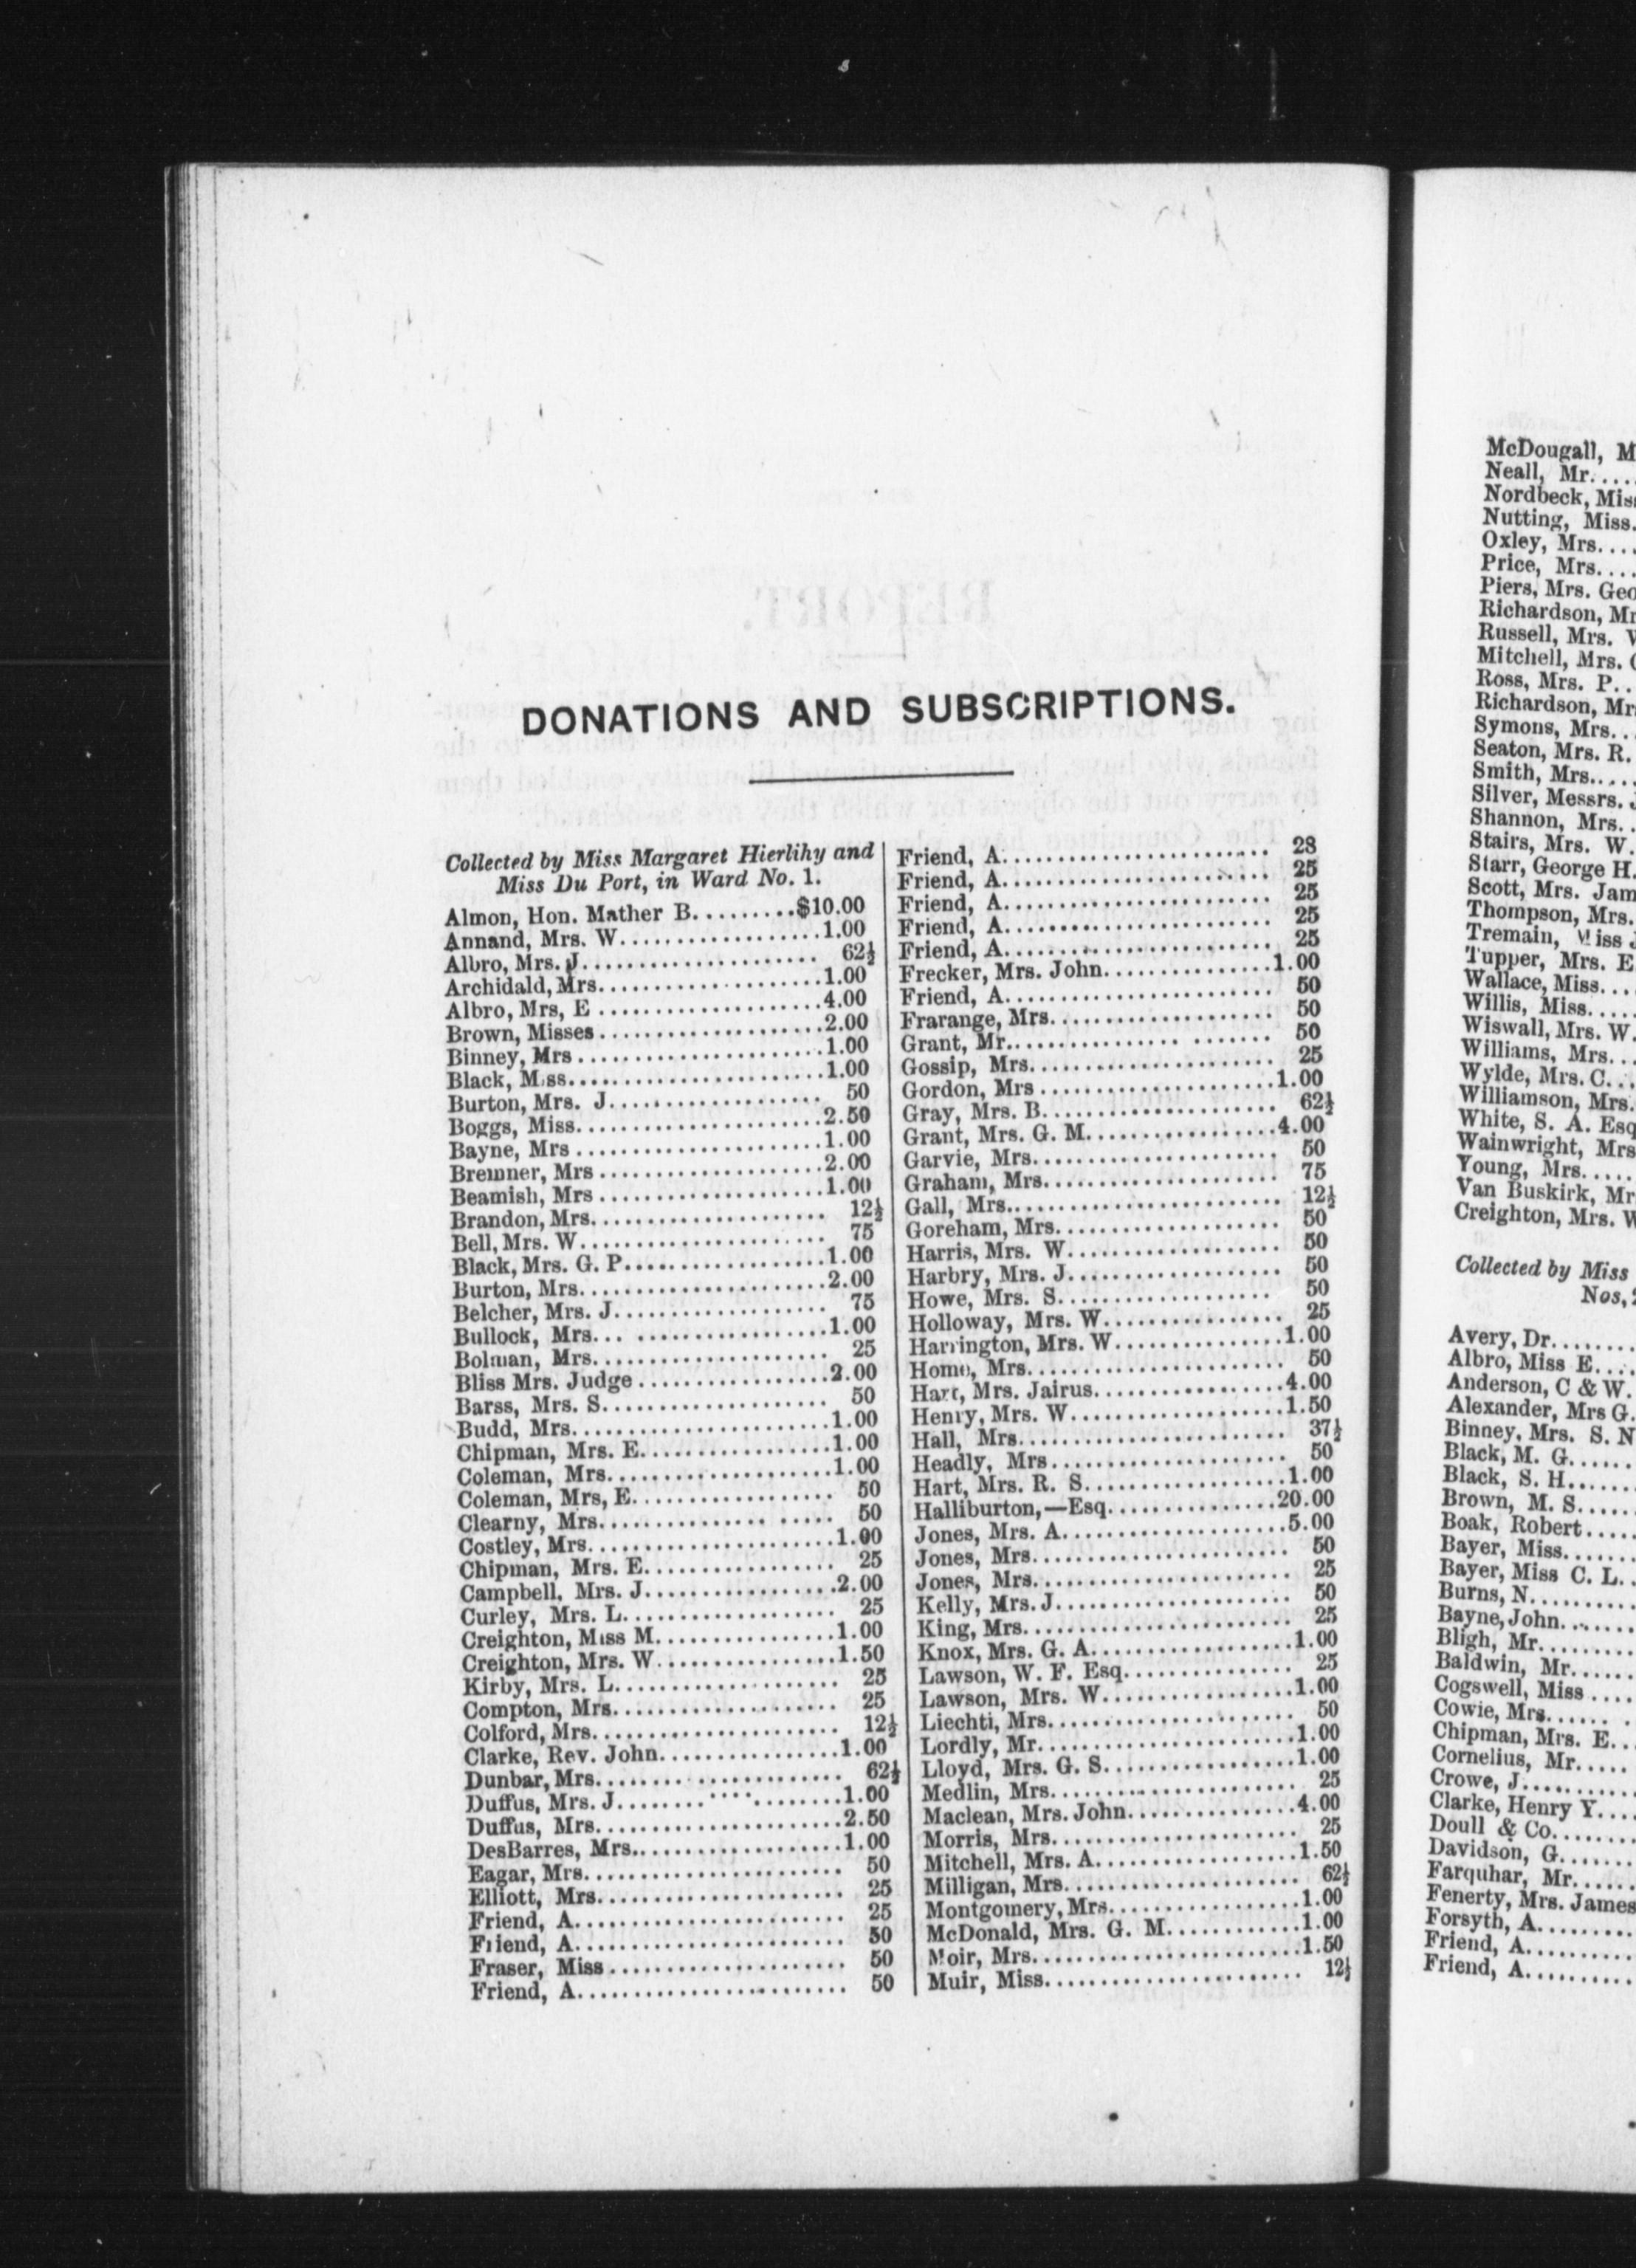 DONATIONS AND SUBSCRIPTIONS.
Collected by Miss Margaret Hierlihy and
Miss Du Port, in Ward No. 1.
Almon, Hon. Mather B.........$10.00
Annand, Mrs. W..................1.00
Albro, Mrs. J..................... 62½
Archidald, Mrs....................1.00
Albro, Mrs, E ....................4.00
Brown, Misses....................2.00
Binney, Mrs ......................1.00
Black, Miss.......................1.00
Burton, Mrs. J................... 50
Boggs, Miss......................2.50
Bayne, Mrs ......................1.00
Bremner, Mrs ....................2.00
Beamish, Mrs ....................1.00
Brandon, Mrs..................... 12½
Bell, Mrs. W...................... 75
Black, Mrs. G. P..................1.00
Burton, Mrs......................2.00
Belcher, Mrs. J................... 75
Bullock, Mrs... .................1.00
Bolman, Mrs..................... 25
Bliss Mrs. Judge .................2.00
Barss, Mrs. S.................... 50
Budd, Mrs.......................1.00
Chipman, Mrs. E.................1.00
Coleman, Mrs....................1.00
Coleman, Mrs, E.................. 50
Clearny, Mrs............... ..... 50
Costley, Mrs......................1.00
Chipman, Mrs. E................. 25
Campbell, Mrs. J.................2.00
Curley, Mrs. L................... 25
Creighton, Miss M................1.00
Creighton, Mrs. W................1.50
Kirby, Mrs. L.................... 25
Compton, Mrs.................... 25
Colford, Mrs...................... 12½
Clarke, Rev. John................1.00
Dunbar, Mrs...................... 62½
Duffus, Mrs. J....................1.00
Duffus, Mrs......................2.50
DesBarres, Mrs...................1.00
Eagar, Mrs....................... 50
Elliott, Mrs...................... 25
Friend, A........................ 25
Friend, A........................ 50
Fraser, Miss ..................... 50
Friend, A........................ 50
Friend, A........................ 28
Friend, A........................ 25
Friend, A........................ 25
Friend, A........................ 25
Friend, A........................ 25
Frecker, Mrs. John...............1.00
Friend, A........................ 50
Frarange, Mrs.................... 50
Grant, Mr............... ....... 50
Gossip, Mrs...................... 25
Gordon, Mrs .....................1.00
Gray, Mrs. B..................... 62½
Grant, Mrs. G. M.................4.00
Garvie, Mrs...................... 50
Graham, Mrs..................... 75
Gall, Mrs........................ 12½
Goreham, Mrs.................... 50
Harris, Mrs. W................... 50
Harbry, Mrs. J................... 50
Howe, Mrs. S.................... 50
Holloway, Mrs. W................ 25
Harrington, Mrs. W...............1.00
Home, Mrs....................... 50
Hart, Mrs. Jairus.................4.00
Henry, Mrs. W...................1.50
Hall, Mrs........................ 37½
Headly, Mrs..................... 50
Hart, Mrs. R. S..................1.00
Halliburton,—Esq...............20.00
Jones, Mrs. A....................5.00
Jones, Mrs....................... 50
Jones, Mrs....................... 25
Kelly, Mrs. J..................... 50
King, Mrs........................ 25
Knox, Mrs. G. A..................1.00
Lawson, W. F. Esq............... 25
Lawson, Mrs. W..................1.00
Liechti, Mrs...................... 50
Lordly, Mr.......................1.00
Lloyd, Mrs. G. S.................1.00
Medlin, Mrs...................... 25
Maclean, Mrs. John...............4.00
Morris, Mrs...................... 25
Mitchell, Mrs. A..................1.50
Milligan, Mrs..................... 62½
Montgomery, Mrs.................1.00
McDonald, Mrs. G. M............1.00
Moir, Mrs........................1.50
Muir, Miss....................... 12½
McDougall, M
Neall, Mr....
Nordbeck, Miss
Nutting, Miss.
Oxley, Mrs....
Price, Mrs....
Piers, Mrs. Geo
Richardson, Mr
Russell, Mrs.
Mitchell, Mrs.
Ross, Mrs. P..
Richardson, Mr
Symons, Mrs..
Seaton, Mrs. R.
Smith, Mrs.....
Silver, Messrs.
Shannon, Mrs..
Stairs, Mrs. W.
Starr, George H.
Scott, Mrs. Jam
Thompson, Mrs.
Tremain, Miss
Tupper, Mrs. E
Wallace, Miss...
Willis, Miss.....
Wiswall, Mrs. W.
Williams, Mrs...
Wylde, Mrs. C...
Williamson, Mrs.
White, S. A. Esq
Wainwright, Mrs
Young, Mrs.....
Van Buskirk, Mr
Creighton, Mrs. W
Collected by Miss
Nos,
Avery, Dr........
Albro, Miss E....
Anderson, C & W.
Alexander, Mrs G.
Binney, Mrs. S. N
Black, M. G......
Black, S. H......
Brown, M. S.....
Boak, Robert.....
Bayer, Miss.......
Bayer, Miss C. L..
Burns, N..........
Bayne, John.......
Bligh, Mr.........
Baldwin, Mr......
Cogswell, Miss ....
Cowie, Mrs...... .
Chipman, Mrs. E..
Cornelius, Mr.....
Crowe, J..........
Clarke, Henry Y....
Doull & Co........
Davidson, G.......
Farquhar, Mr......
Fenerty, Mrs. James
Forsyth, A.........
Friend, A..........
Friend, A..........